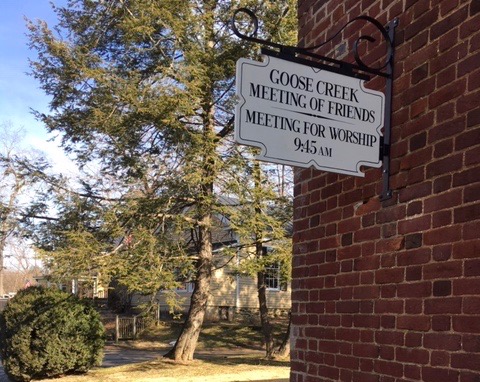 GOOSE CREEK
MEETING OF FRIENDS
MEETING FOR WORSHIP
9:45 AM